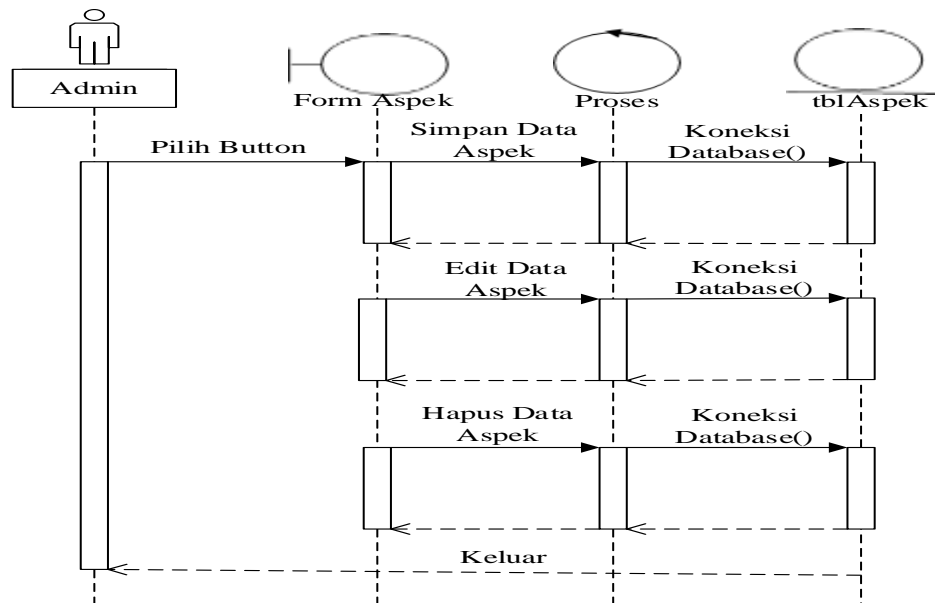 Admin
Form Aspek
Proses
tblAspek
Pilih Button
Simpan Data
Aspek
Koneksi
Database()
Edit Data
Aspek
Koneksi
Database()
Hapus Data
Aspek
Koneksi
Database()
Keluar